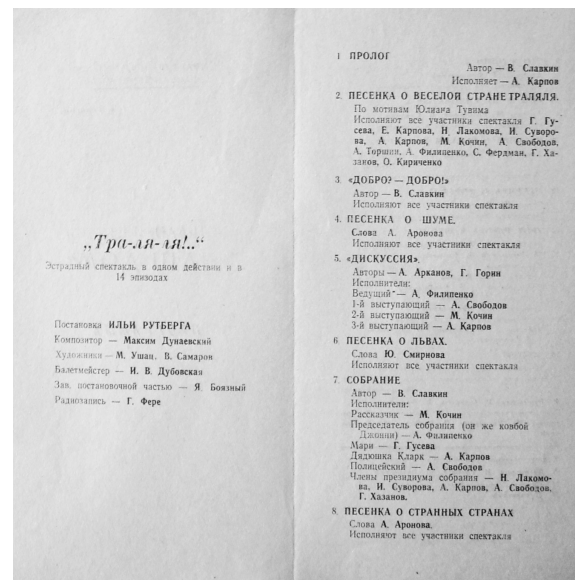 „Тра-ля-ля!..“
Эстрадный спектакль в одном действии и в
14 эпизодах
Постановка ИЛЬИ РУТБЕРГА
Композитор — Максим Дунаевский
Художники — М. Ушац, В. Самаров
Балетмейстер — И. В. Дубовская
Зав. постановочной частью — Я. Боязный
Радиозапись — Г. Фере
1 ПРОЛОГ
Автор — В. Славкин
Исполняет — А. Карпов
2. ПЕСЕНКА О ВЕСЕЛОЙ СТРАНЕ ТРАЛЯЛЯ.
По мотивам Юлиана Тувима
Исполняют все участники спектакля Г. Гу-
сева, Е. Карпова, Н. Лакомова, И. Суворо-
ва, А. Карпов, М. Кочин, А. Свободов,
А. Торшин, А. Филипенко, С. Фердман, Г. Ха-
занов, О. Кириченко
3. «ДОБРО? — ДОБРО!»
Автор — В. Славкин
Исполняют все участники спектакля
4. ПЕСЕНКА О ШУМЕ.
Слова А. Аронова
Исполняют все участники спектакля
5. «ДИСКУССИЯ».
Авторы — А. Арканов, Г. Горин
Исполнители:
Ведущий — А. Филипенко
1-й выступающий — А. Свободов
2-й выступающий — М. Кочин
3-й выступающий — А. Карпов
6 ПЕСЕНКА О ЛЬВАХ.
Слова Ю. Смирнова
Исполняют все участники спектакля
7. СОБРАНИЕ
Автор — В. Славкин
Исполнители:
Рассказчик — М. Кочин
Председатель собрания (он же ковбой
Джонни) — А. Филипенко
Мари — Г. Гусева
Дядюшка Кларк — А. Карпов
Полицейский — А. Свободов
Члены президиума собрания — Н. Лакомо-
ва, И. Суворова, А. Карпов, А. Свободов,
Г. Хазанов.
8. ПЕСЕНКА О СТРАННЫХ СТРАНАХ
Слова А. Аронова.
Исполняют все участники спектакля